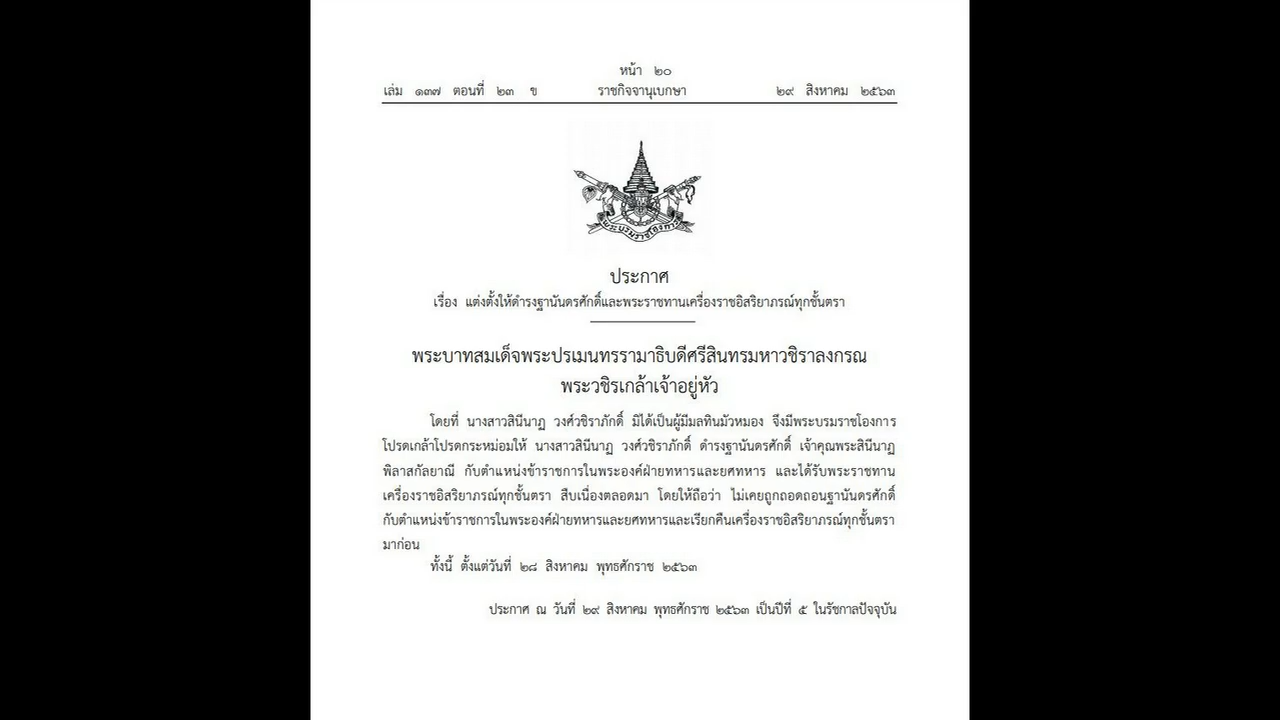 หน้า ๒๐
เล่ม ๑๓๗ ตอนที่ ๒๓ ข ราชกิจจานุเบกษา ๒๙ สิงหาคม ๒๕๖๓
พระบรมราชโองการ
ประกาศ
เรื่อง แต่งตั้งให้ดำรงฐานันดรศักดิ์และพระราชทานเครื่องราชอิสริยาภรณ์ทุกชั้นตรา
พระบาทสมเด็จพระปรเมนทรรามาธิบดีศรีสินทรมหาวชิราลงกรณ
พระวชิรเกล้าเจ้าอยู่หัว
โดยที่ นางสาวสินีนาฏ วงศ์วชิราภักดิ์ มิได้เป็นผู้มีมลทินมัวหมอง จึงมีพระบรมราชโองการ
โปรดเกล้าโปรดกระหม่อมให้ นางสาวสินีนาฏ วงศ์วชิราภักดิ์ ดำรงฐานันดรศักดิ์ เจ้าคุณพระสินีนาฏ
พิลาสกัลยาณี กับตำแหน่งข้าราชการในพระองค์ฝ่ายทหารและยศทหาร และได้รับพระราชทาน
เครื่องราชอิสริยาภรณ์ทุกชั้นตรา สืบเนื่องตลอดมา โดยให้ถือว่า ไม่เคยถูกถอดถอนฐานันดรศักดิ์
กับตำแหน่งข้าราชการในพระองค์ฝ่ายทหารและยศทหารและเรียกคืนเครื่องราชอิสริยาภรณ์ทุกชั้นตรา
มาก่อน
ทั้งนี้ ตั้งแต่วันที่ ๒๘ สิงหาคม พุทธศักราช ๒๕๖๓
ประกาศ ณ วันที่ ๒๙ สิงหาคม พุทธศักราช ๒๕๖๓ เป็นปีที่ ๕ ในรัชกาลปัจจุบัน